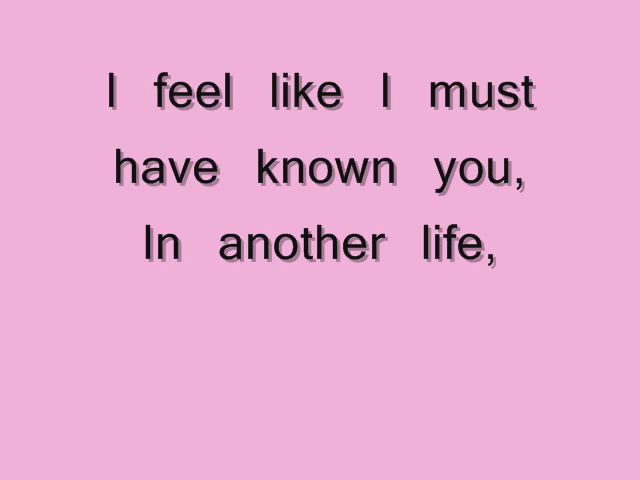 I feel like I must
have known you,
In another life,